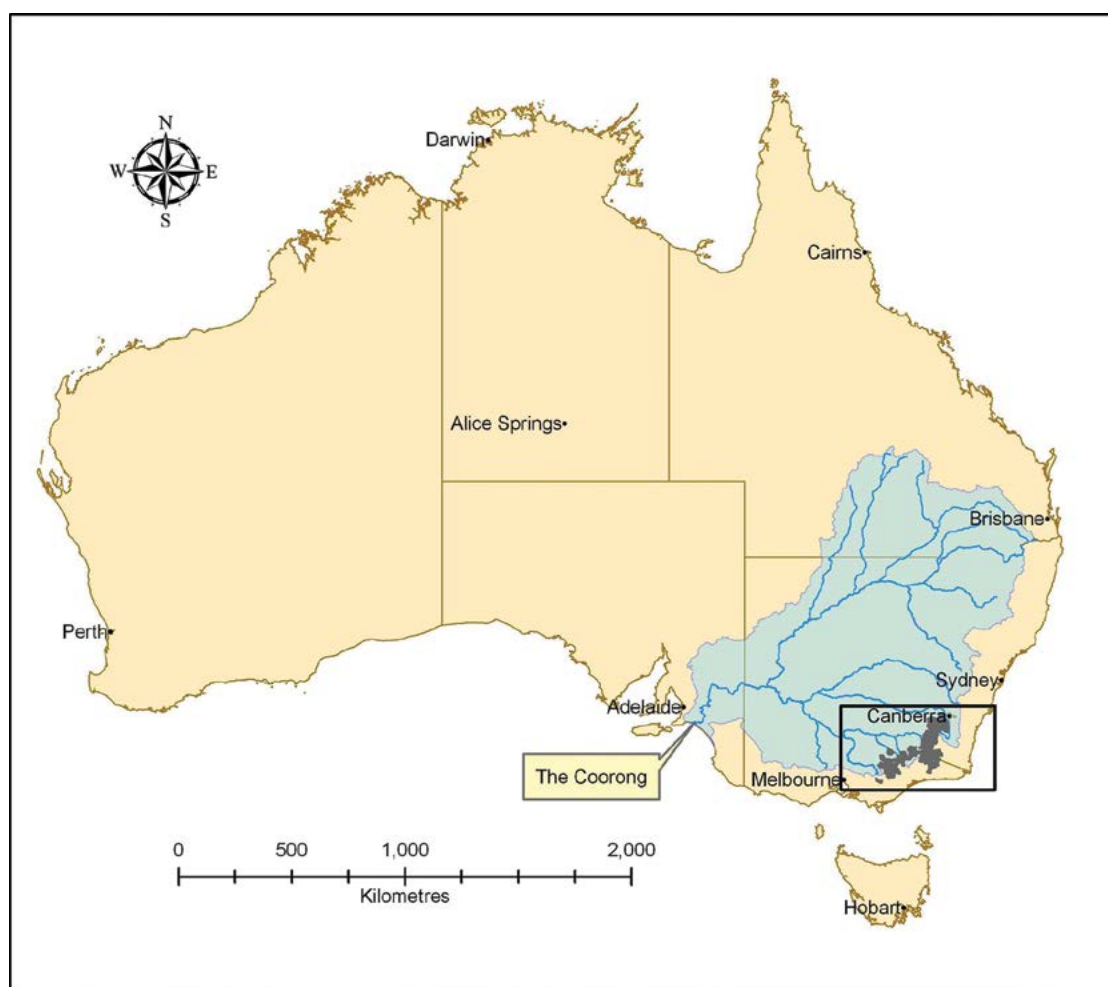 N
W E
S
Darwin
Cairns
Alice Springs
Brisbane
Perth
Sydney
Adelaide
Canberra
The Coorong
Melbourne
0 500 1,000 2,000
Kilometres
Hobart